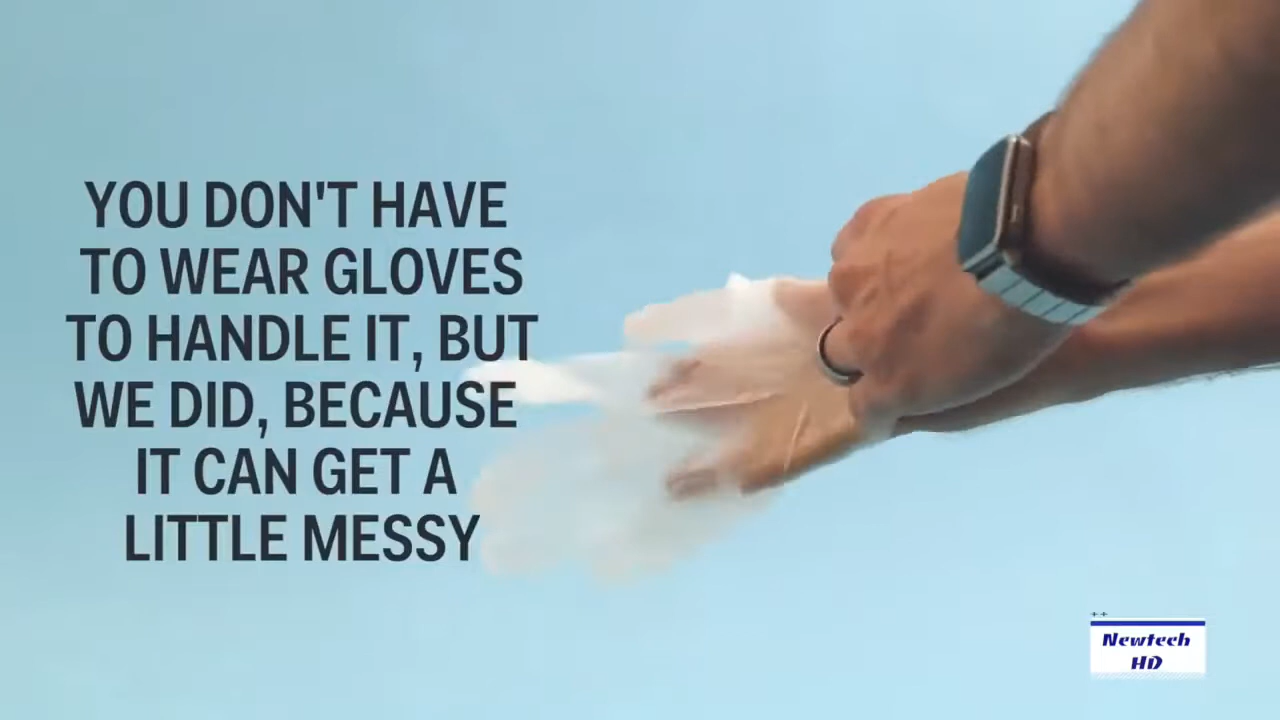 YOU DON'T HAVE
TO WEAR GLOVES
TO HANDLE IT, BUT
WE DID, BECAUSE
IT CAN GET A
LITTLE MESSY
++
Newtech
HD